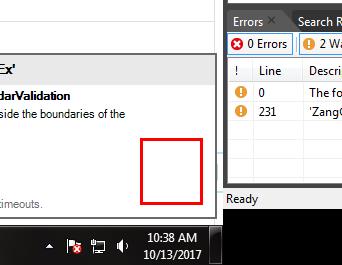 Errors
Search R
0 Errors
2 Wa
! Line Descri
0 The fo
231 'ZangC
Ready
Ex'
darValidation
side the boundaries of the
timeouts.
10:38 AM
10/13/2017